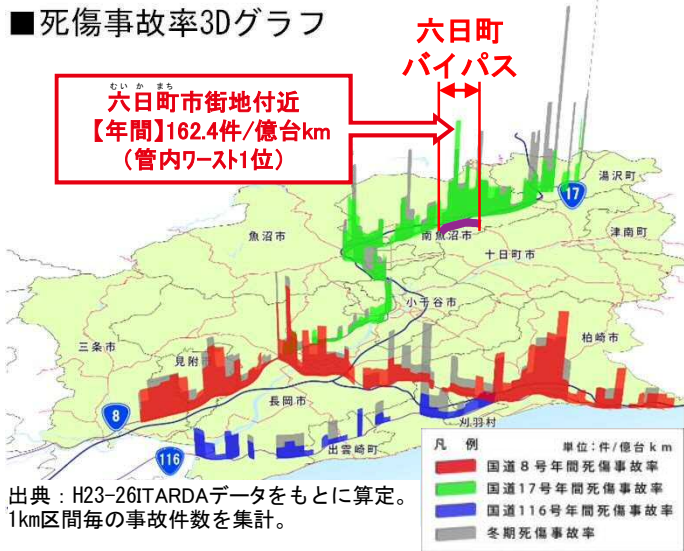 ■死傷事故率3Dグラフ
六日町
バイパス
むいかまち
六日町市街地付近
【年間】162.4件/億台km
（管内ワースト1位）
湯沢町
17
魚沼市
南魚沼市
津南町
十日町市
小千谷市
三条市
見附
柏崎市
長岡市
8
刈羽村
出雲崎町
116
凡 例
単位：件/億台km
国道8号年間死傷事故率
国道17号年間死傷事故率
国道116号年間死傷事故率
冬期死傷事故率
出典：H23-26ITARDAデータをもとに算定。
1km区間毎の事故件数を集計。